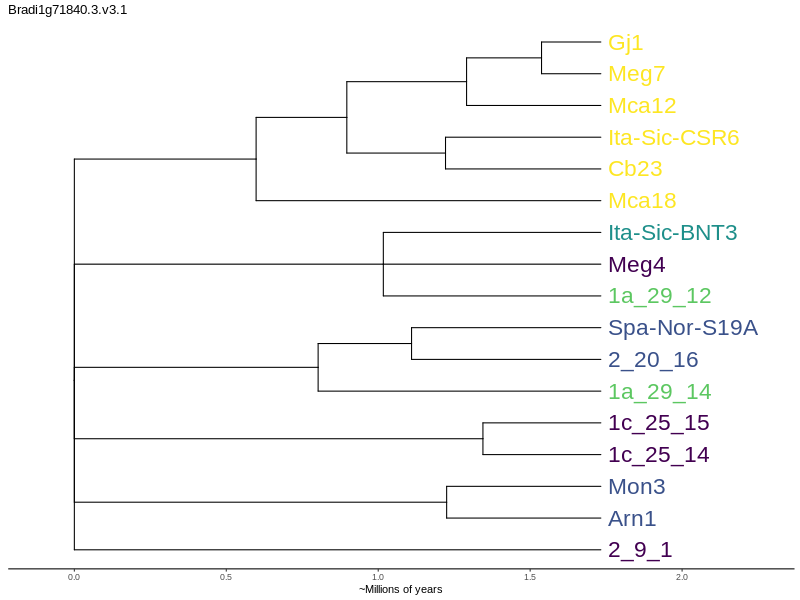 Bradi1g71840.3.v3.1
Gj1
Meg7
Mca12
Ita-Sic-CSR6
Cb23
Mca18
Ita-Sic-BNT3
Meg4
1a_29_12
Spa-Nor-S19A
2_20_16
1a_29_14
1c_25_15
1c_25_14
Mon3
Arn1
2_9_1
0.0 0.5 1.0 1.5 2.0
~Millions of years